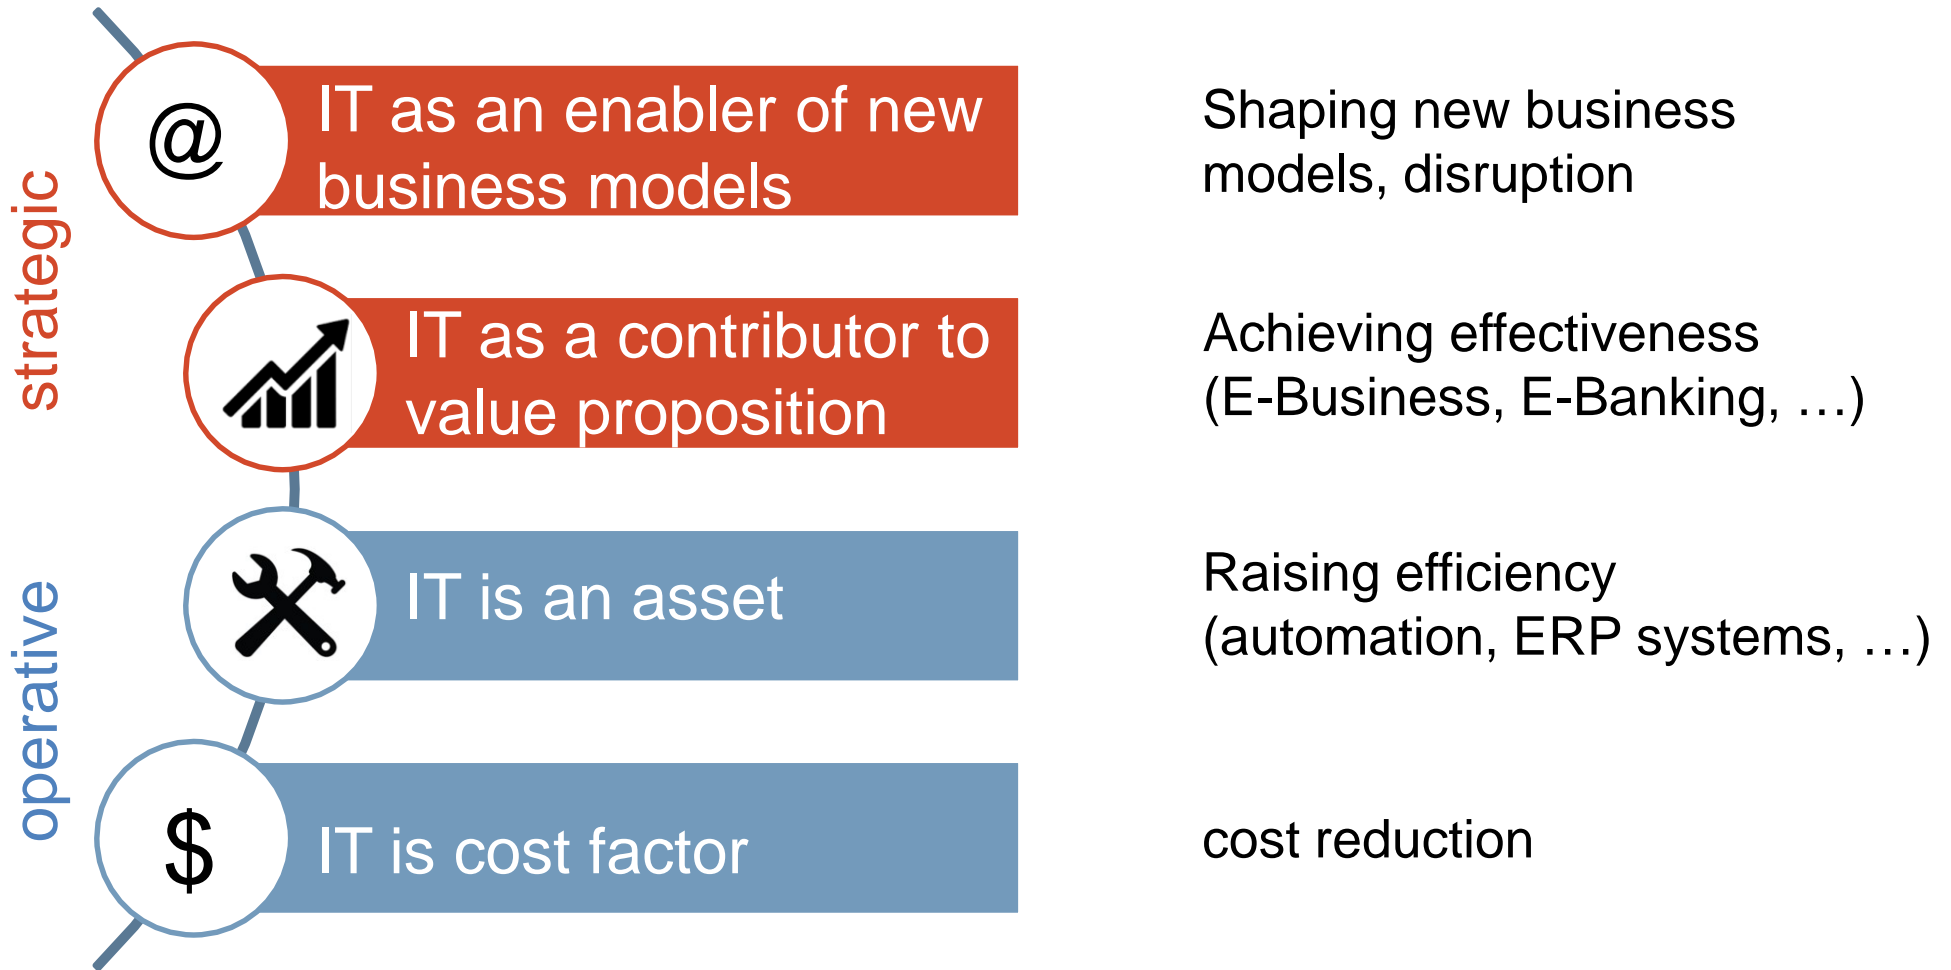 strategic
@
IT as an enabler of new
business models
Shaping new business
models, disruption
IT as a contributor to
value proposition
Achieving effectiveness
(E-Business, E-Banking, …)
operative
IT is an asset
Raising efficiency
(automation, ERP systems, …)
$
IT is cost factor
cost reduction